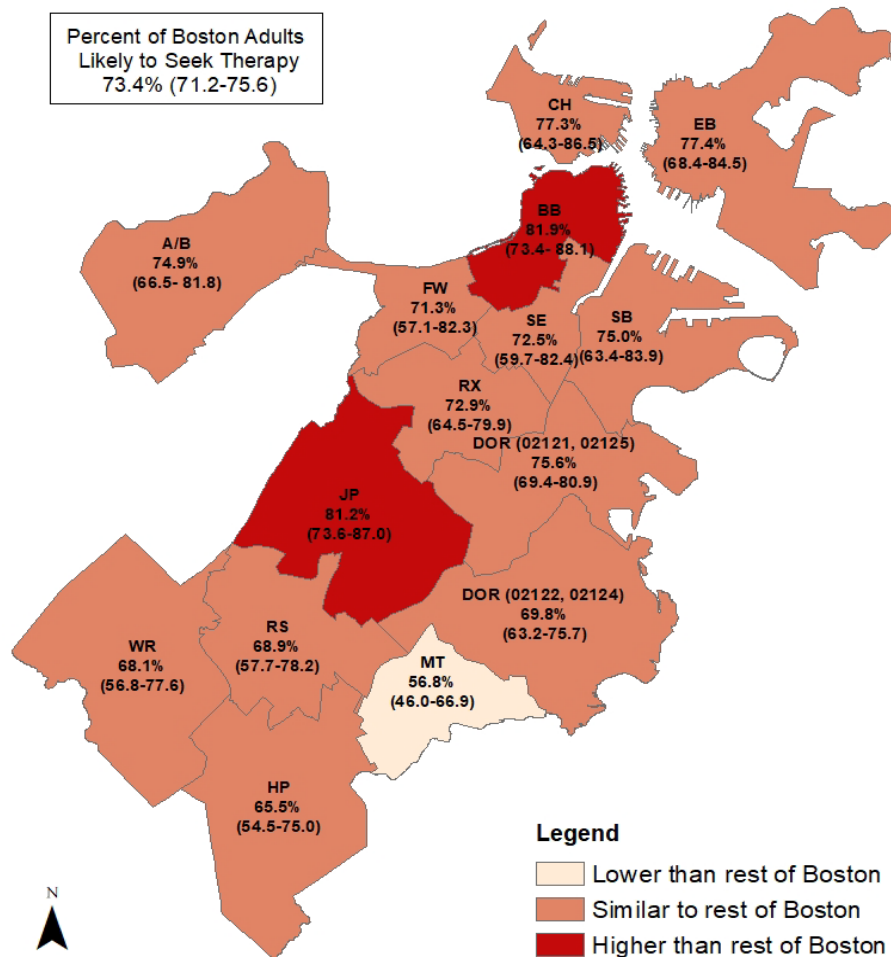 Percent of Boston Adults
Likely to Seek Therapy
73.4% (71.2-75.6)
CH
77.3%
(64.3-86.5)
EB
77.4%
(68.4-84.5)
BB
81.9%
(73.4- 88.1)
A/B
74.9%
(66.5- 81.8)
FW
71.3%
(57.1-82.3)
SE
72.5%
(59.7-82.4)
SB
75.0%
(63.4-83.9)
RX
72.9%
(64.5-79.9)
DOR (02121, 02125)
75.6%
(69.4-80.9)
JP
81.2%
(73.6-87.0)
DOR (02122, 02124)
69.8%
(63.2-75.7)
WR
68.1%
(56.8-77.6)
RS
68.9%
(57.7-78.2)
MT
56.8%
(46.0-66.9)
HP
65.5%
(54.5-75.0)
N
Legend
Lower than rest of Boston
Similar to rest of Boston
Higher than rest of Boston